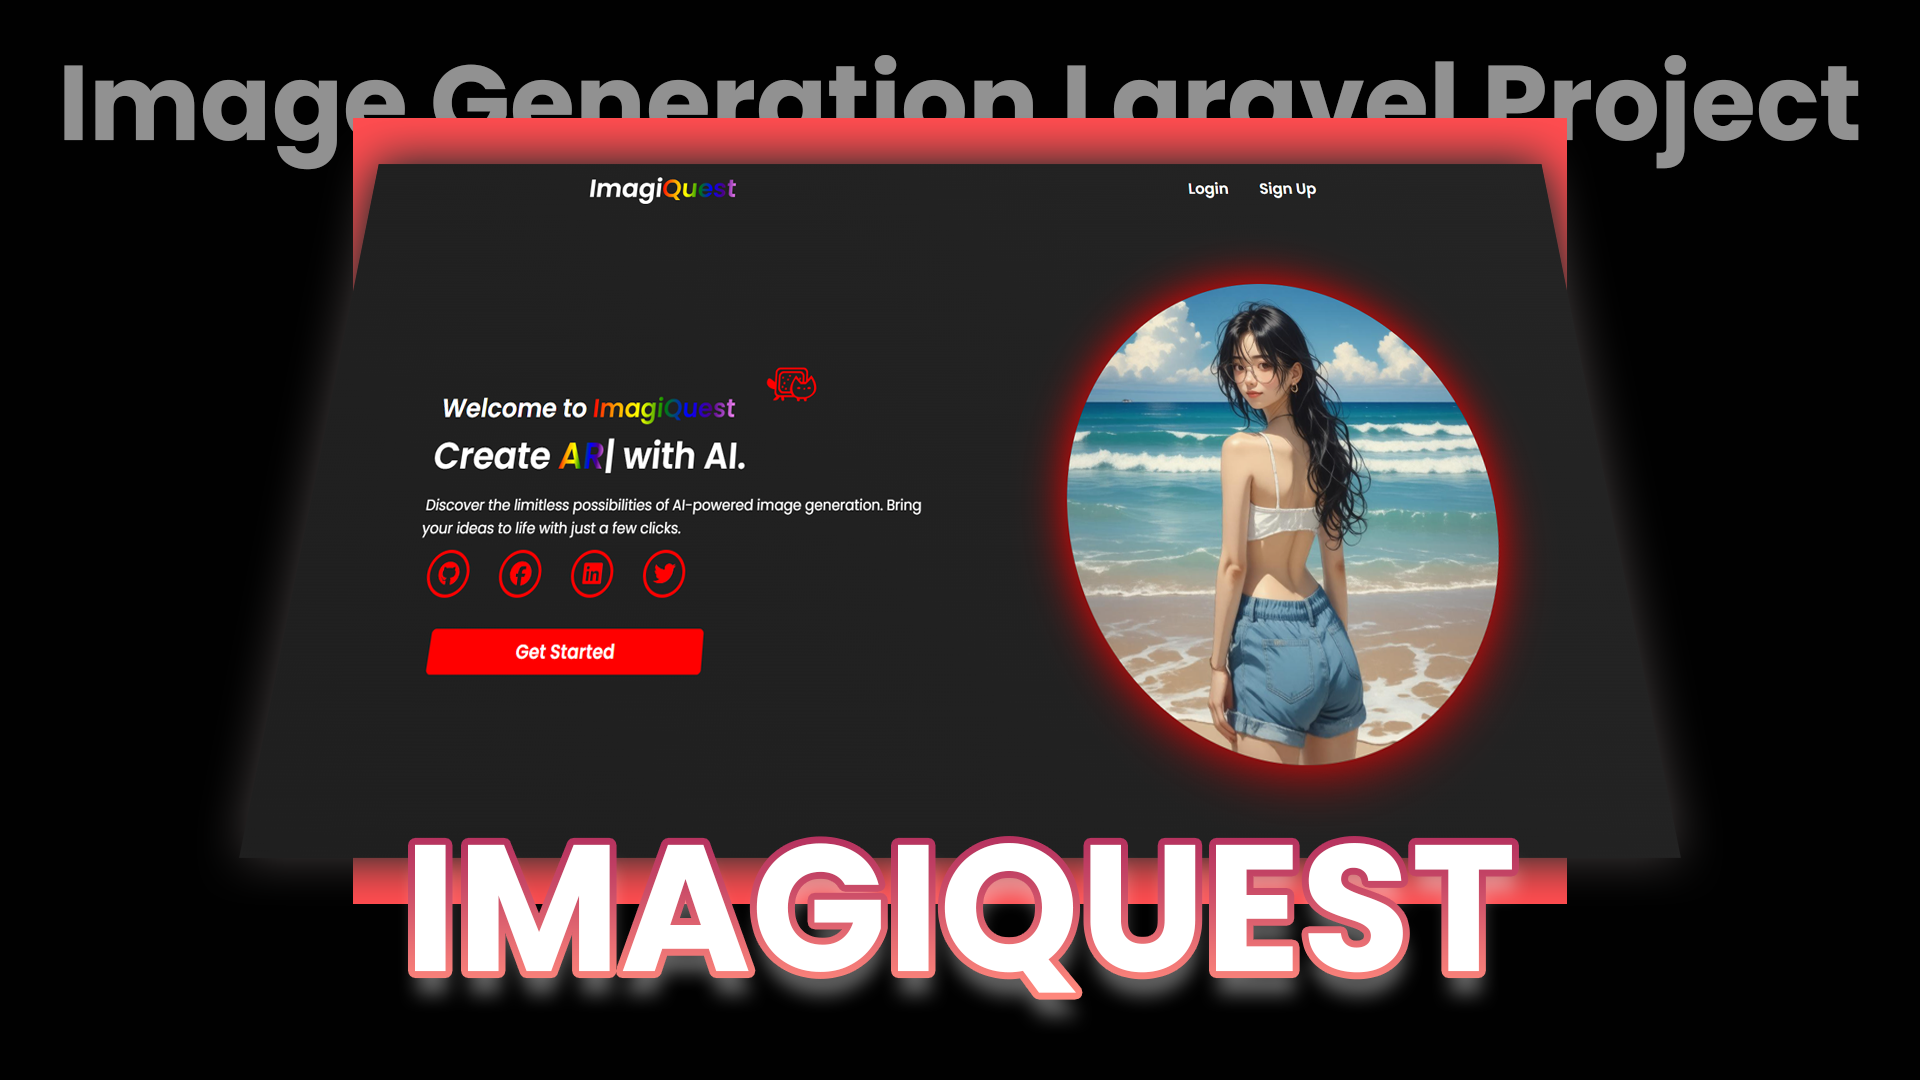 Image Generation Laravel Project
ImagiQuest
Login
Sign Up
Welcome to ImagiQuest
Create AR| with AI.
Discover the limitless possibilities of AI-powered image generation. Bring
your ideas to life with just a few clicks.
Get Started
IMAGIQUEST